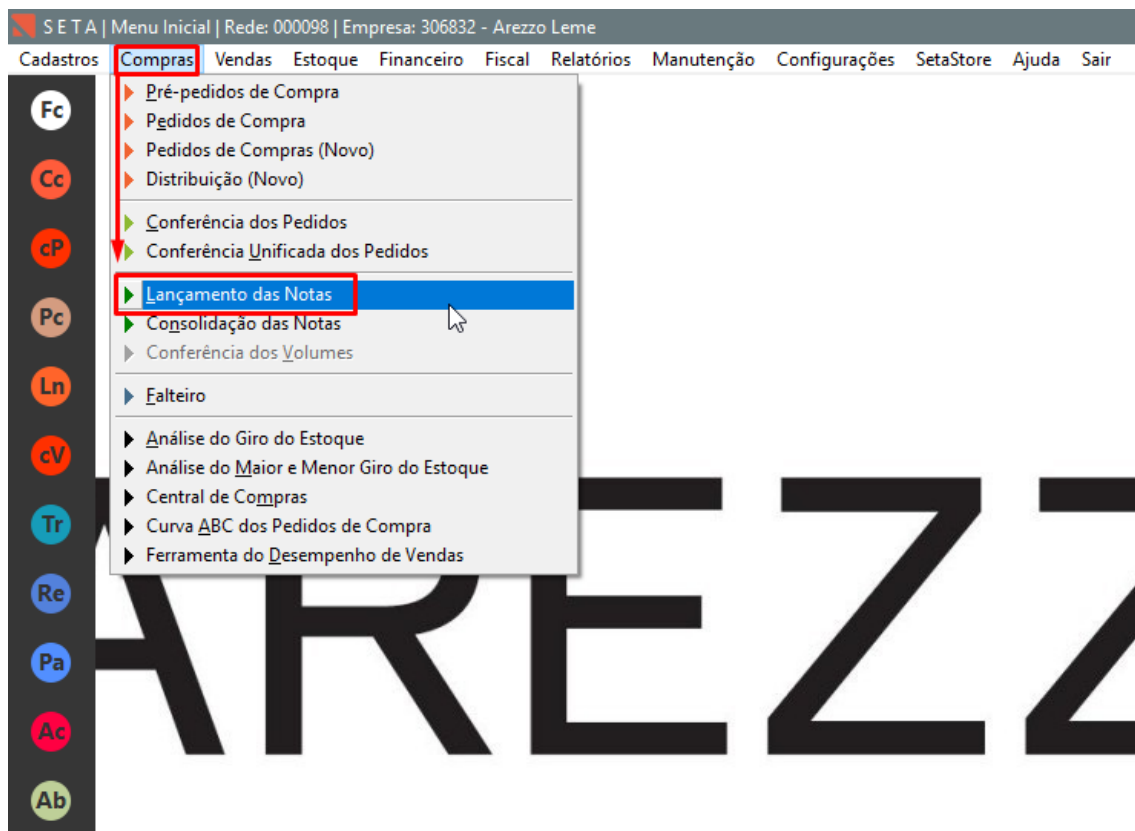 S E T A | Menu Inicial | Rede: 000098 | Empresa: 306832 - Arezzo Leme
Cadastros Compras Vendas Estoque Financeiro Fiscal Relatórios Manutenção Configurações SetaStore Ajuda Sair
Pré-pedidos de Compra
Pedidos de Compra
Pedidos de Compras (Novo)
Distribuição (Novo)
Conferência dos Pedidos
Conferência Unificada dos Pedidos
Lançamento das Notas
Consolidação das Notas
Conferência dos Volumes
Falteiro
Análise do Giro do Estoque
Análise do Maior e Menor Giro do Estoque
Central de Compras
Curva ABC dos Pedidos de Compra
Ferramenta do Desempenho de Vendas
Fc
Cc
cP
Pc
Ln
cV
Tr
Re
Pa
Ac
Ab
AREZZ